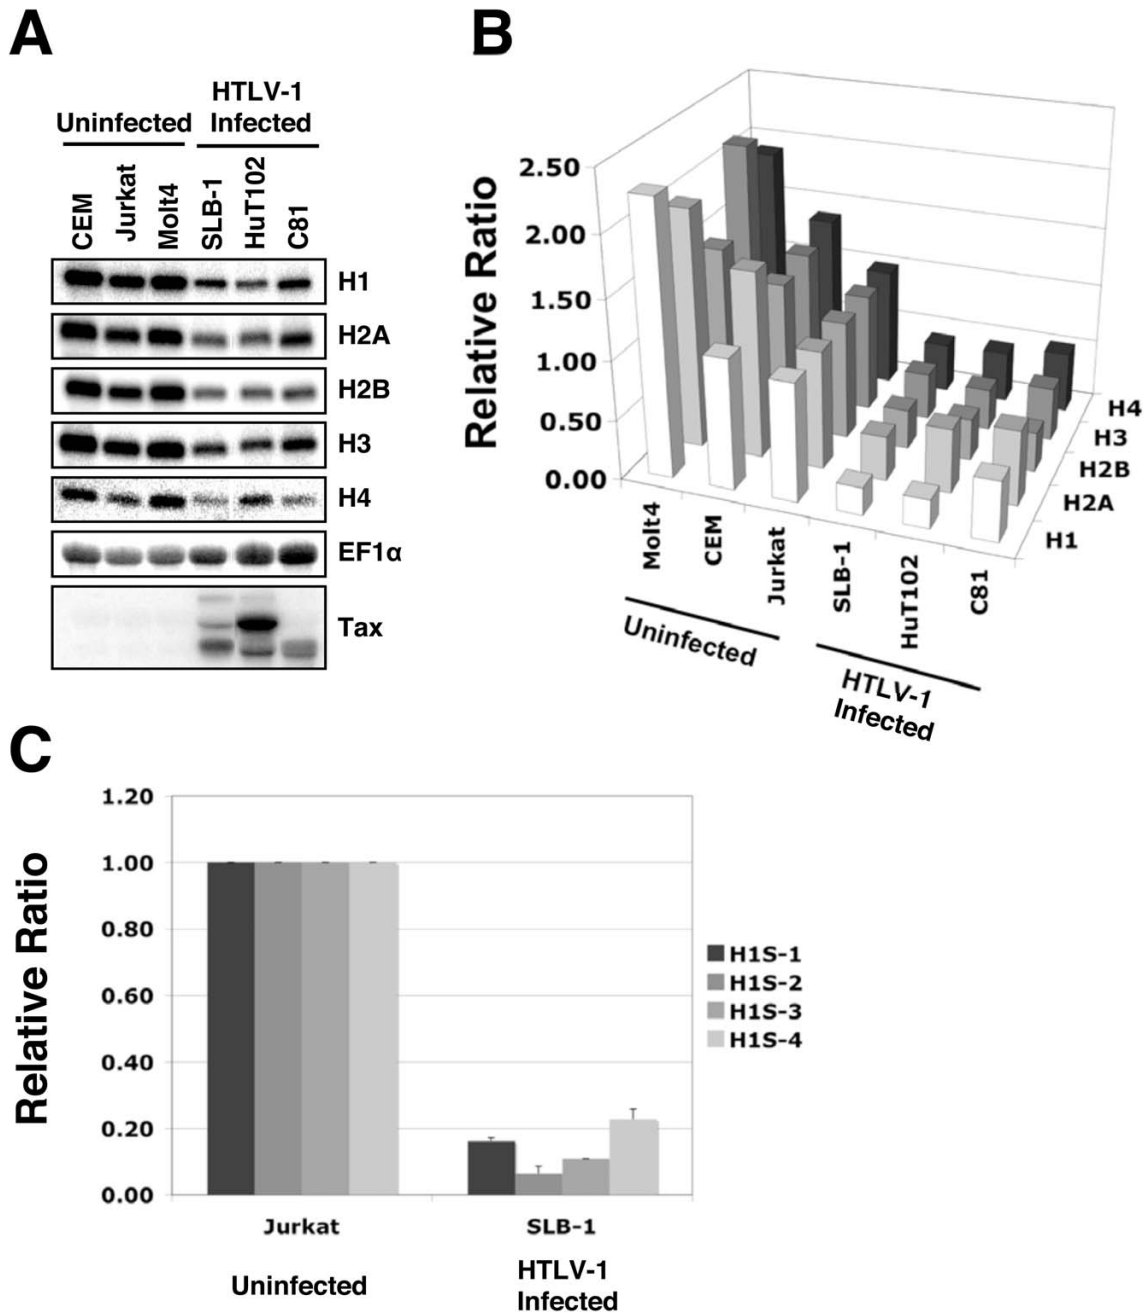 A
HTLV-1
Uninfected Infected
CEM
Jurkat
Molt4
SLB-1
HuT102
C81
H1
H2A
H2B
H3
H4
EF1α
Tax
B
Relative Ratio
2.50
2.00
1.50
1.00
0.50
0.00
Molt4
CEM
Jurkat
SLB-1
HuT102
C81
H4
H3
H2B
H2A
H1
Uninfected
HTLV-1
Infected
C
Relative Ratio
1.20
1.00
0.80
0.60
0.40
0.20
0.00
H1S-1
H1S-2
H1S-3
H1S-4
Jurkat
SLB-1
Uninfected
HTLV-1
Infected